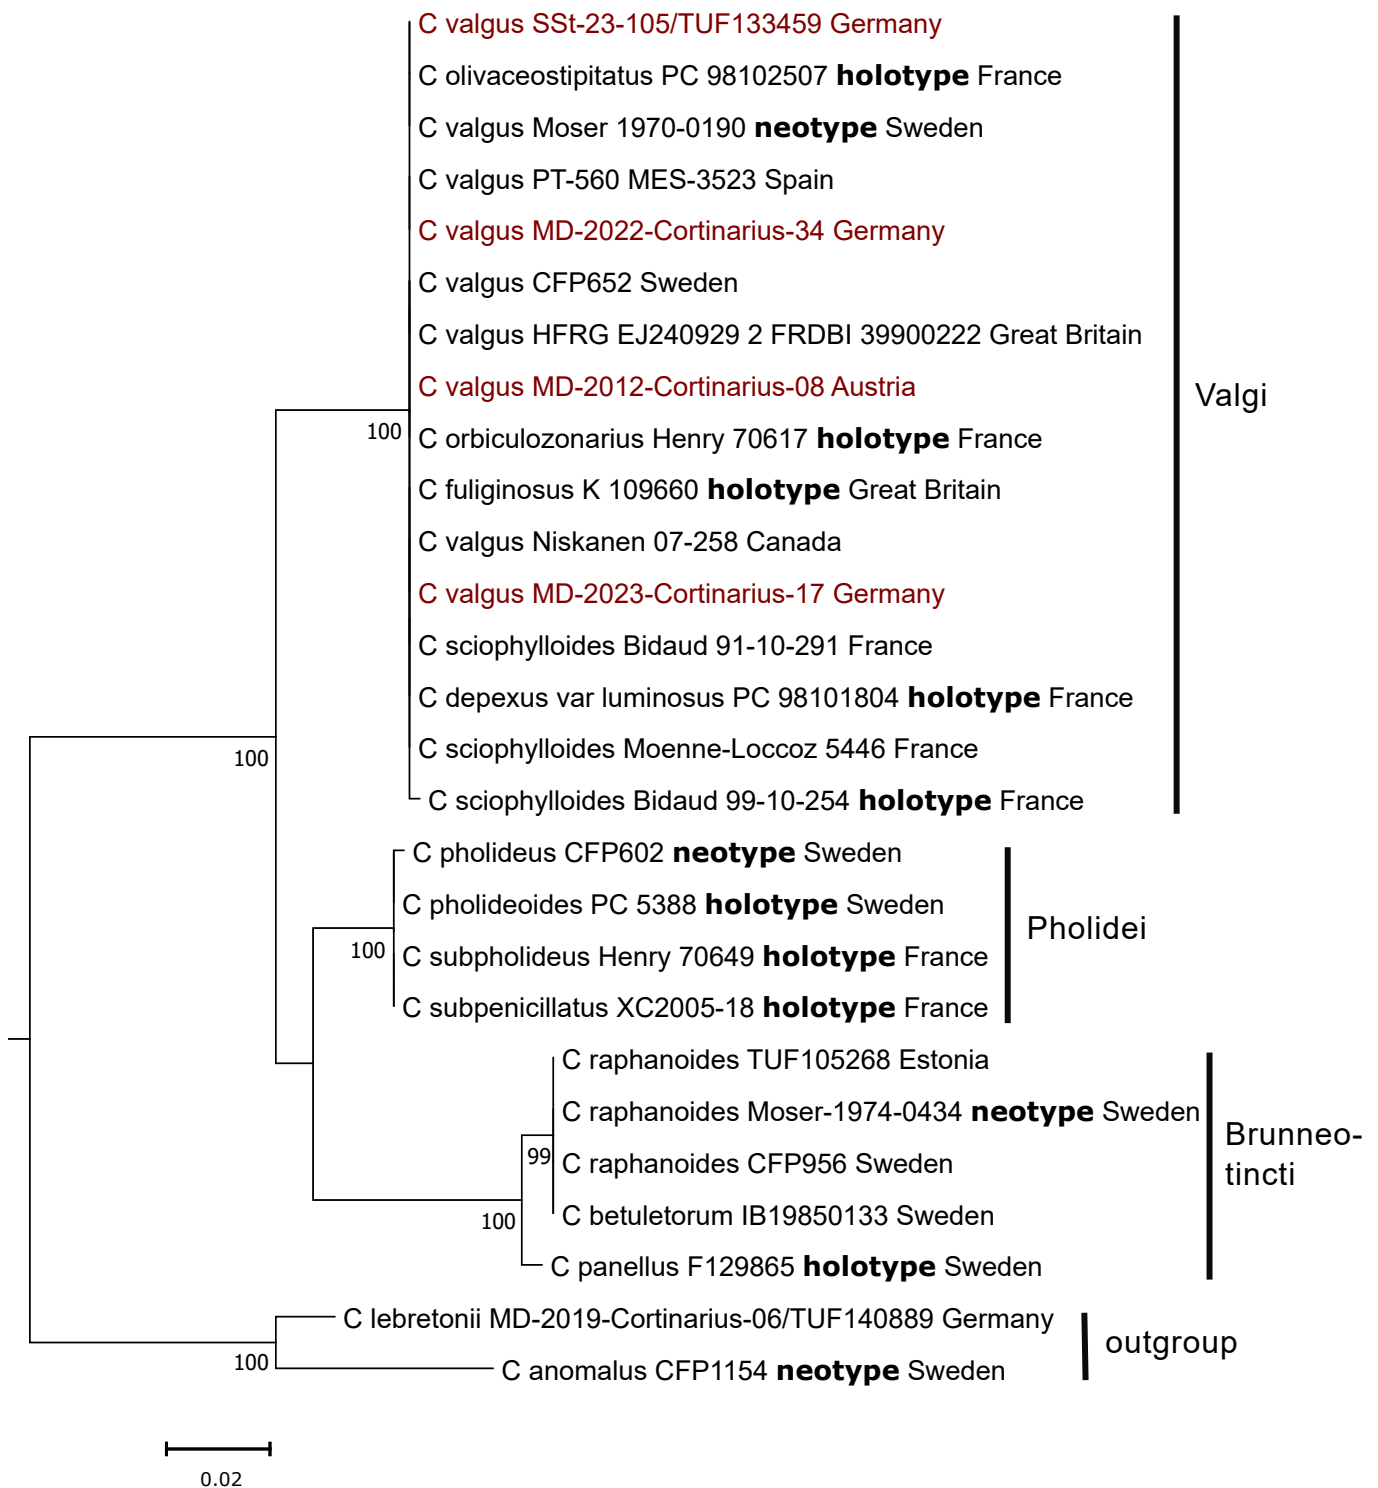 C valgus SSt-23-105/TUF133459 Germany
C olivaceostipitatus PC 98102507 holotype France
C valgus Moser 1970-0190 neotype Sweden
C valgus PT-560 MES-3523 Spain
C valgus MD-2022-Cortinarius-34 Germany
C valgus CFP652 Sweden
C valgus HFRG EJ240929 2 FRDBI 39900222 Great Britain
C valgus MD-2012-Cortinarius-08 Austria
Valgi
100
C orbiculozonarius Henry 70617 holotype France
C fuliginosus K 109660 holotype Great Britain
C valgus Niskanen 07-258 Canada
C valgus MD-2023-Cortinarius-17 Germany
C sciophylloides Bidaud 91-10-291 France
C depexus var luminosus PC 98101804 holotype France
C sciophylloides Moenne-Loccoz 5446 France
100
C sciophylloides Bidaud 99-10-254 holotype France
C pholideus CFP602 neotype Sweden
C pholideoides PC 5388 holotype Sweden
Pholidei
100
C subpholideus Henry 70649 holotype France
C subpenicillatus XC2005-18 holotype France
C raphanoides TUF105268 Estonia
C raphanoides Moser-1974-0434 neotype Sweden
Brunneo-
tincti
99
C raphanoides CFP956 Sweden
C betuletorum IB19850133 Sweden
100
C panellus F129865 holotype Sweden
C lebretonii MD-2019-Cortinarius-06/TUF140889 Germany
outgroup
100
C anomalus CFP1154 neotype Sweden
0.02